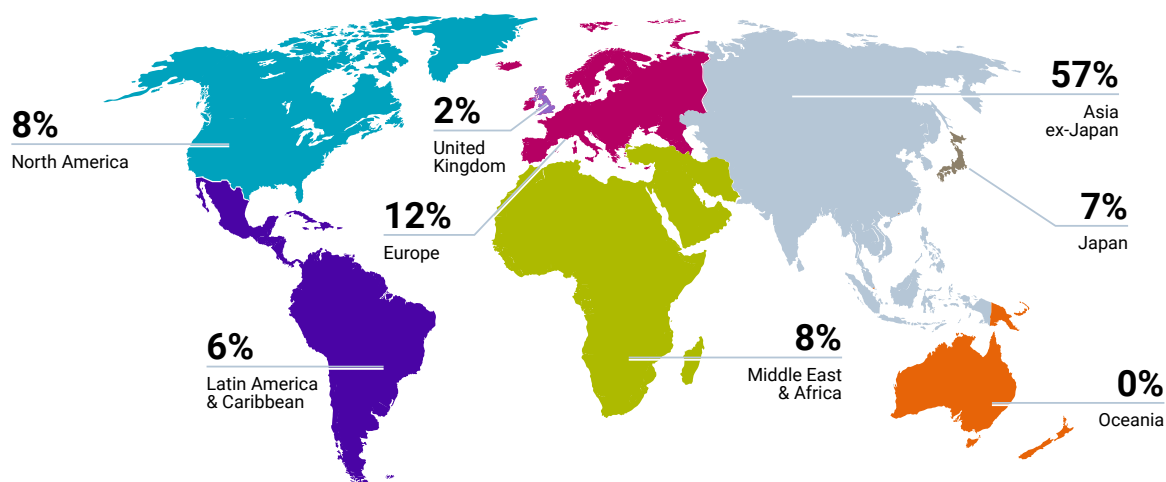 8%
North America
2%
United
Kingdom
12%
Europe
57%
Asia
ex-Japan
7%
Japan
6%
Latin America
& Caribbean
8%
Middle East
& Africa
0%
Oceania